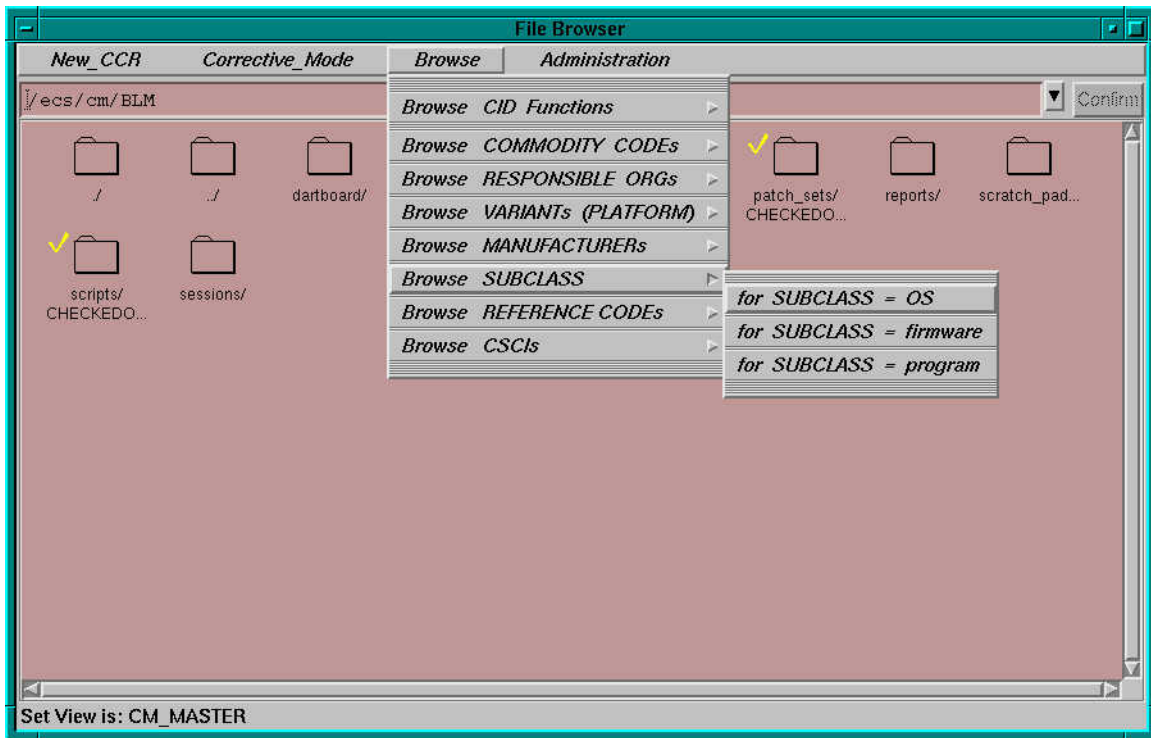 File Browser
New_CCR Corrective_Mode Browse Administration
/ecs/cm/BLM Confirm
Browse CID Functions
Browse COMMODITY CODEs
Browse RESPONSIBLE ORGs
Browse VARIANTs (PLATFORM)
Browse MANUFACTURERs
Browse SUBCLASS
Browse REFERENCE CODEs
Browse CSCIs
for SUBCLASS = OS
for SUBCLASS = firmware
for SUBCLASS = program
./ ../ dartboard/ patch_sets/ reports/ scratch_pad...
CHECKEDO...
scripts/ sessions/
CHECKEDO...
Set View is: CM_MASTER